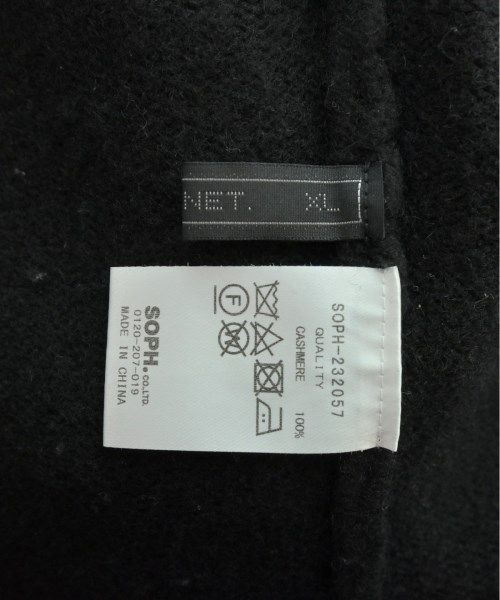 NET. XL
SOPH-232057
QUALITY
CASHMERE 100%
F
W
SOPH.CO.,LTD.
0120-207-019
MADE IN CHINA